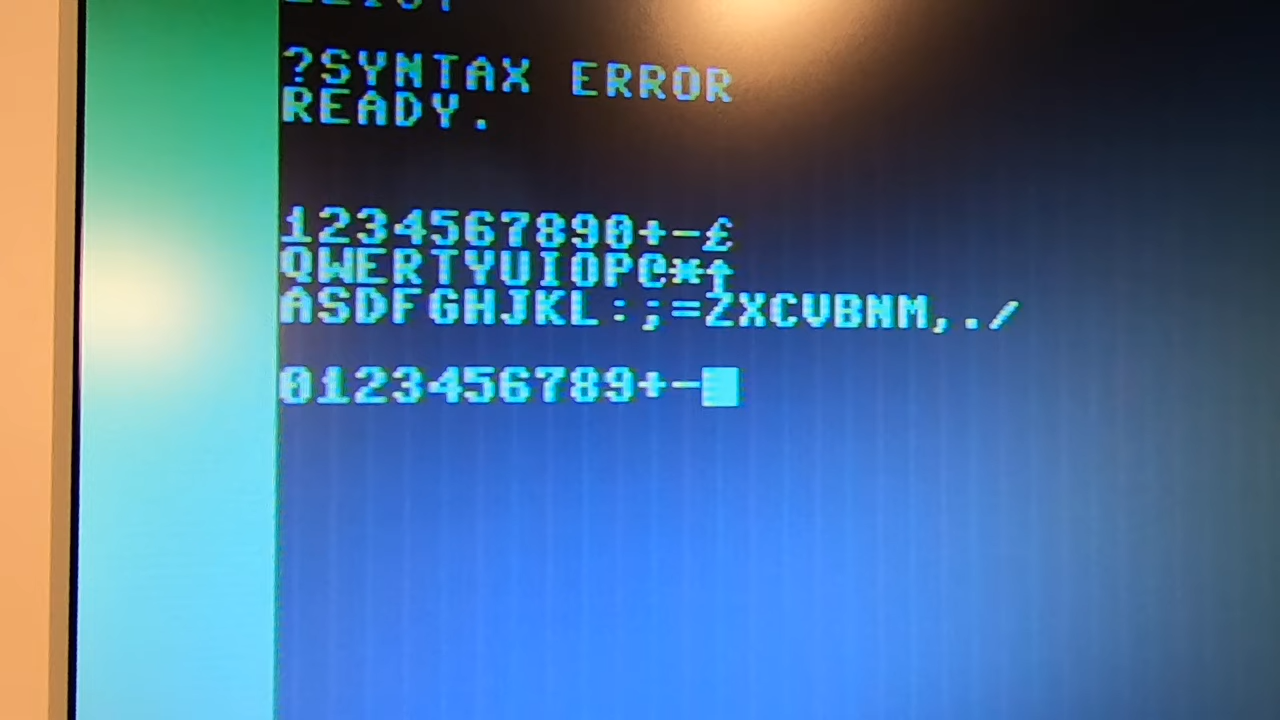 ?SYNTAX ERROR
READY.
1234567890+-£
QWERTYUIOP@*↑
ASDFGHJKL:;=ZXCVBNM,./
0123456789+-